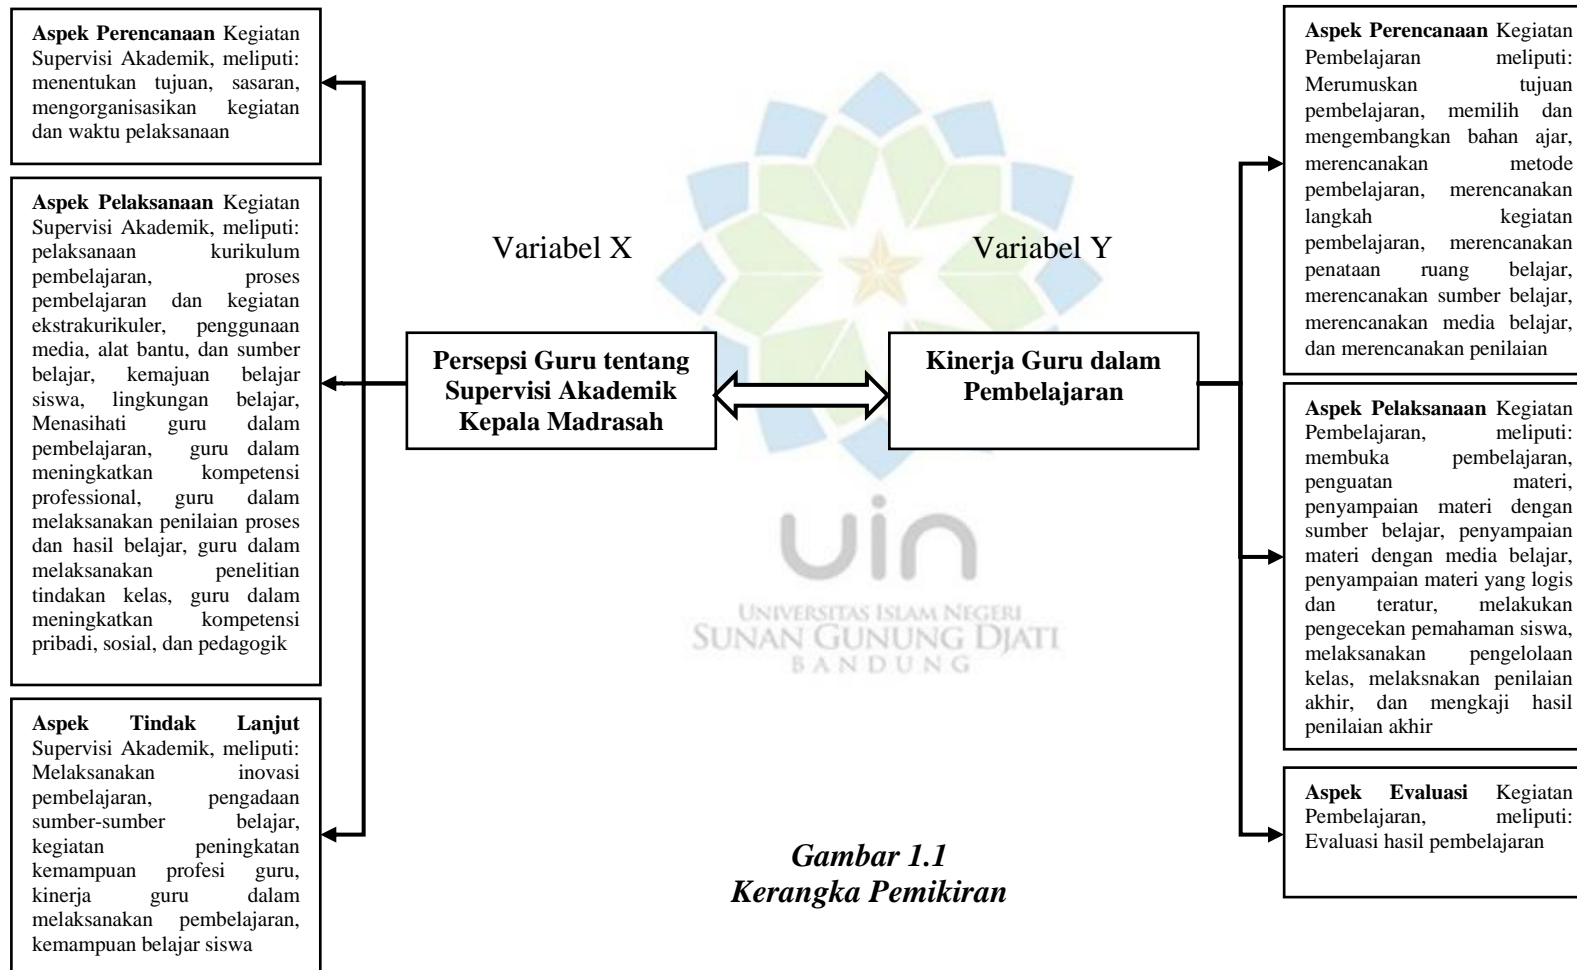 Aspek Perencanaan Kegiatan
Supervisi Akademik, meliputi:
menentukan tujuan, sasaran,
mengorganisasikan kegiatan
dan waktu pelaksanaan
Aspek Pelaksanaan Kegiatan
Supervisi Akademik, meliputi:
pelaksanaan kurikulum
pembelajaran, proses
pembelajaran dan kegiatan
ekstrakurikuler, penggunaan
media, alat bantu, dan sumber
belajar, kemajuan belajar
siswa, lingkungan belajar,
Menasihati guru dalam
pembelajaran, guru dalam
meningkatkan kompetensi
professional, guru dalam
melaksanakan penilaian proses
dan hasil belajar, guru dalam
melaksanakan penelitian
tindakan kelas, guru dalam
meningkatkan kompetensi
pribadi, sosial, dan pedagogik
Aspek Tindak Lanjut
Supervisi Akademik, meliputi:
Melaksanakan inovasi
pembelajaran, pengadaan
sumber-sumber belajar,
kegiatan peningkatan
kemampuan profesi guru,
kinerja guru dalam
melaksanakan pembelajaran,
kemampuan belajar siswa
Variabel X
Persepsi Guru tentang
Supervisi Akademik
Kepala Madrasah
Variabel Y
Kinerja Guru dalam
Pembelajaran
uin
UNIVERSITAS ISLAM NEGERI
SUNAN GUNUNG DJATI
BANDUNG
Gambar 1.1
Kerangka Pemikiran
Aspek Perencanaan Kegiatan
Pembelajaran meliputi:
Merumuskan tujuan
pembelajaran, memilih dan
mengembangkan bahan ajar,
merencanakan metode
pembelajaran, merencanakan
langkah kegiatan
pembelajaran, merencanakan
penataan ruang belajar,
merencanakan sumber belajar,
merencanakan media belajar,
dan merencanakan penilaian
Aspek Pelaksanaan Kegiatan
Pembelajaran, meliputi:
membuka pembelajaran,
penguatan materi,
penyampaian materi dengan
sumber belajar, penyampaian
materi dengan media belajar,
penyampaian materi yang logis
dan teratur, melakukan
pengecekan pemahaman siswa,
melaksanakan pengelolaan
kelas, melaksnakan penilaian
akhir, dan mengkaji hasil
penilaian akhir
Aspek Evaluasi Kegiatan
Pembelajaran, meliputi:
Evaluasi hasil pembelajaran